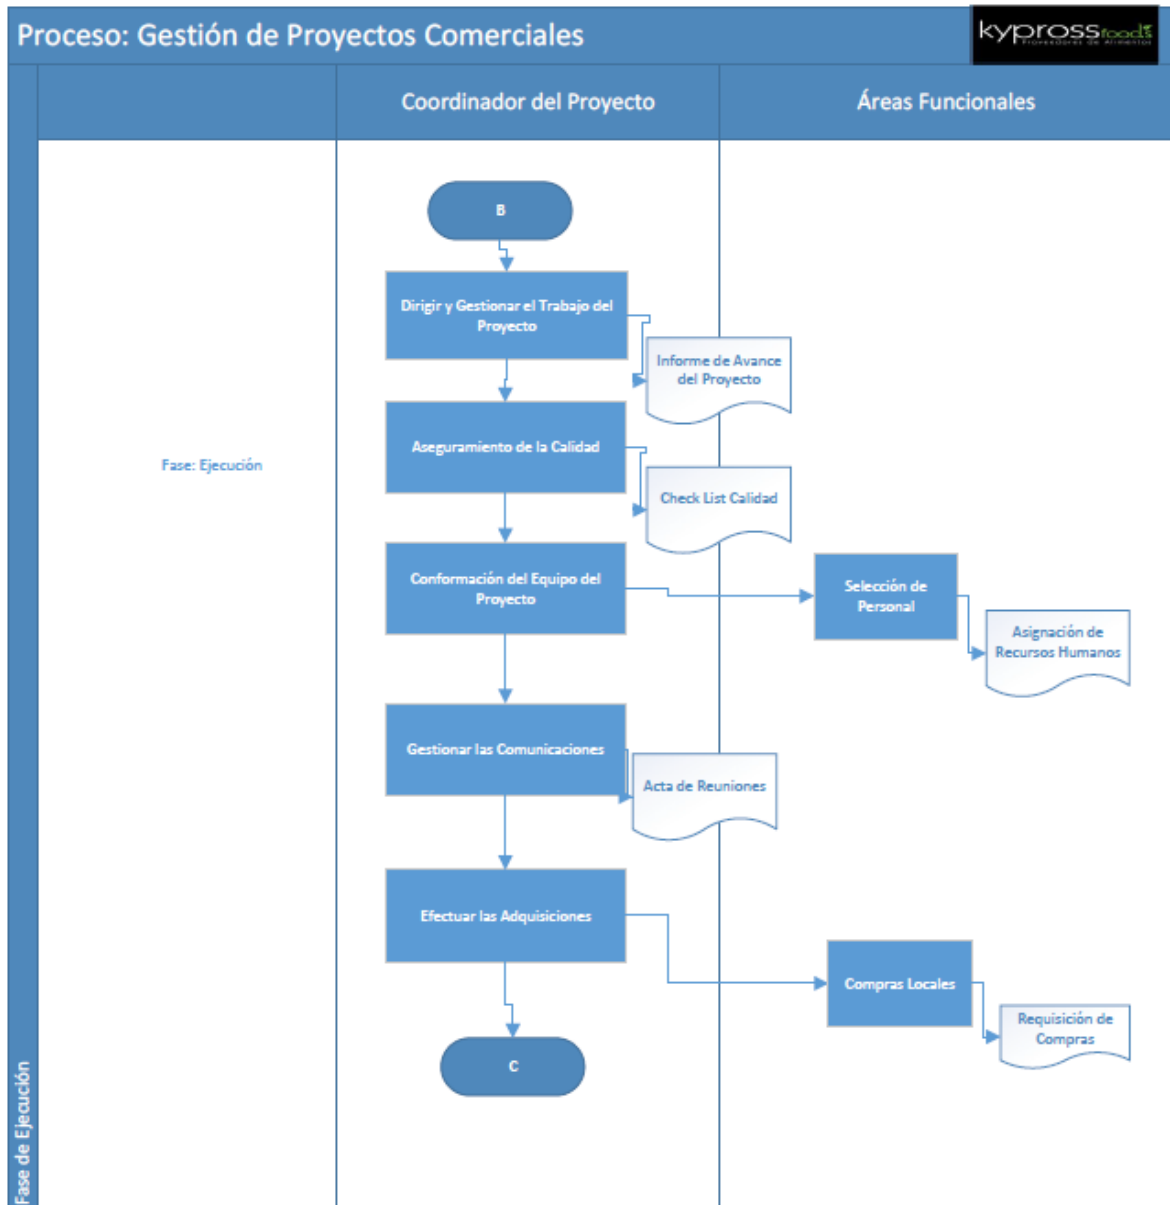 Proceso: Gestión de Proyectos Comerciales
kyprossfoods
Proveedores de Alimentos
Coordinador del Proyecto
Áreas Funcionales
B
Dirigir y Gestionar el Trabajo del
Proyecto
Informe de Avance
del Proyecto
Aseguramiento de la Calidad
Fase: Ejecución
Check List Calidad
Conformación del Equipo del
Proyecto
Selección de
Personal
Asignación de
Recursos Humanos
Gestionar las Comunicaciones
Acta de Reuniones
Efectuar las Adquisiciones
Compras Locales
Requisición de
Compras
C
Fase de Ejecución